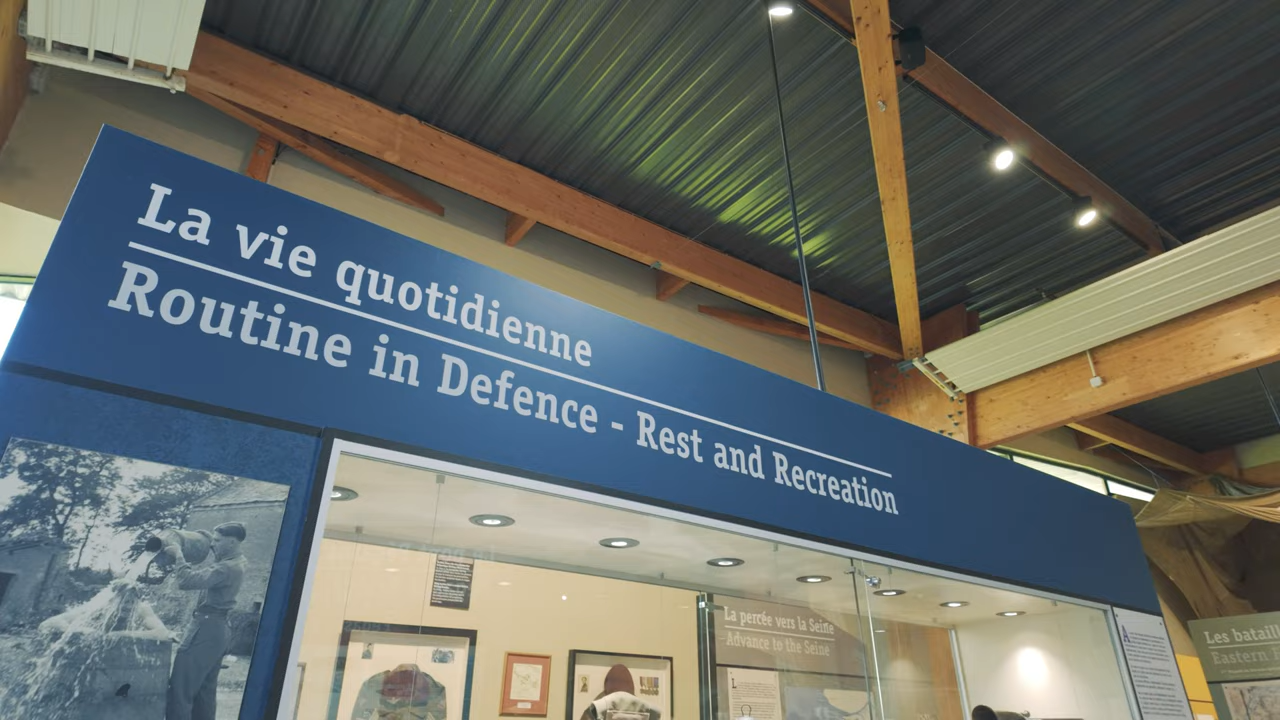 La vie quotidienne
Routine in Defence - Rest and Recreation
La percée vers la Seine
Advance to the Seine
Les batail
Eastern